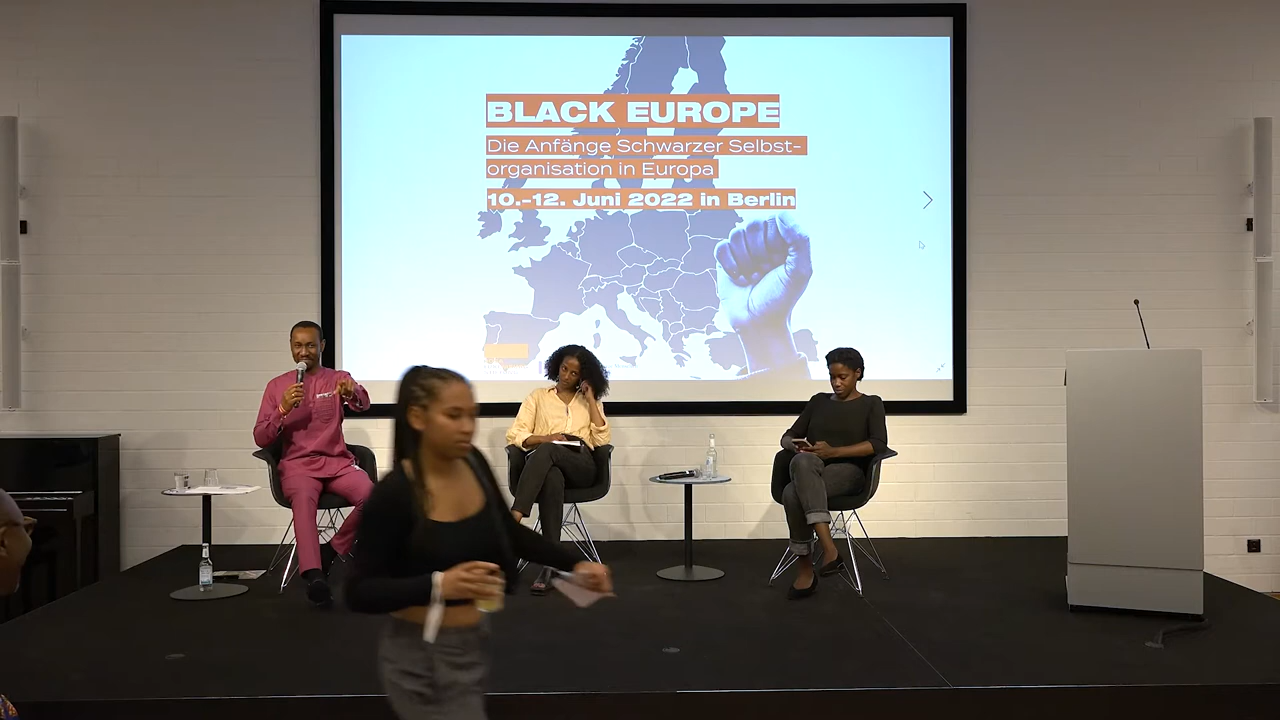 BLACK EUROPE
Die Anfänge Schwarzer Selbst-
organisation in Europa
10.-12. Juni 2022 in Berlin